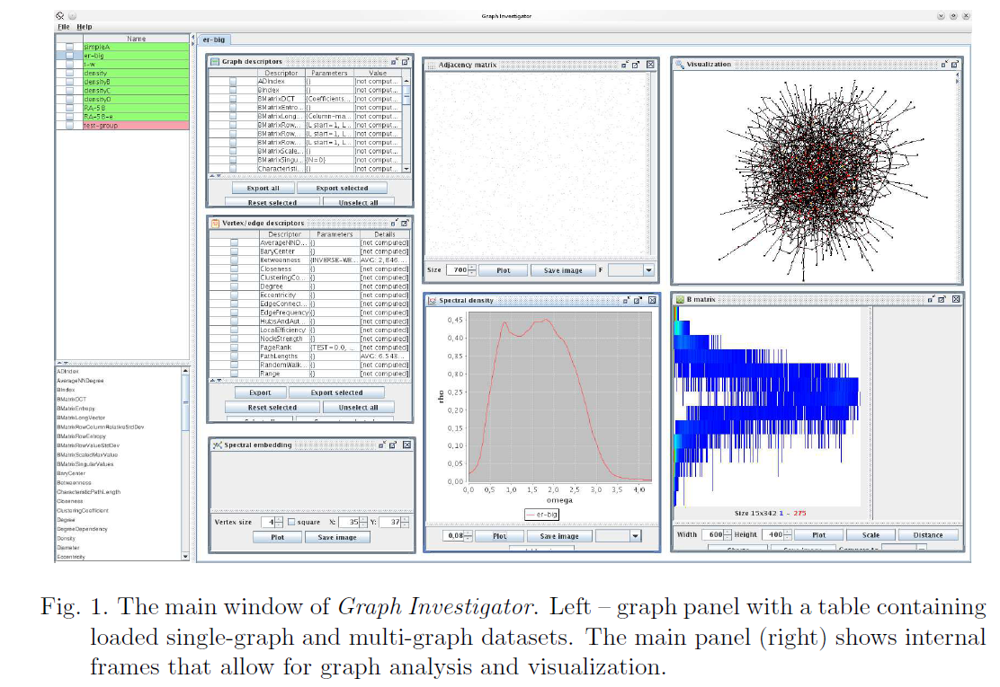 Graph Investigator
File Help
Name
simpleA
er-big
r-w
density
densityB
densityC
densityD
RA-58
RA-58-e
test-group
ADIndex
AverageNNDegree
BIndex
BMatrixDCT
BMatrixEntropy
BMatrixLongVector
BMatrixRowColumnRelativeStdDev
BMatrixRowEntropy
BMatrixRowValueStdDev
BMatrixScaledMaxValue
BMatrixSingularValues
BaryCenter
Betweenness
CharacteristicPathLength
Closeness
ClusteringCoefficient
Degree
DegreeDependency
Density
Diameter
Eccentricity
er-big
Graph descriptors
Descriptor Parameters Value
ADIndex {} [not comput...
BIndex {} [not comput...
BMatrixDCT {Coefficients... [not comput...
BMatrixEntro... {} [not comput...
BMatrixLong... {Column-ma... [not comput...
BMatrixRow... {L start=1, L... [not comput...
BMatrixRow... {L start=1, L... [not comput...
BMatrixRow... {L start=1, L... [not comput...
BMatrixScale... {} [not comput...
BMatrixSingu... {N=0} [not comput...
Characteristi... {} [not comput...
Export all Export selected
Reset selected Unselect all
Vertex/edge descriptors
Descriptor Parameters Details
AverageNND... {} [not computed]
BaryCenter {} [not computed]
Betweenness {INVERSE-WE... AVG: 2,846...
Closeness {} [not computed]
ClusteringCo... {} [not computed]
Degree {} [not computed]
Eccentricity {} [not computed]
EdgeConnect... {} [not computed]
EdgeFrequency {} [not computed]
HubsAndAut... {} [not computed]
LocalEfficiency {} [not computed]
NodeStrength {} [not computed]
PageRank {TEST=0.0, ... [not computed]
PathLengths {} AVG: 6.543...
RandomWalk... {} [not computed]
Range {} [not computed]
Export Export selected
Reset selected Unselect all
Spectral embedding
Vertex size 4 square X: 35 Y: 37
Plot Save image
Adjacency matrix
Size 700 Plot Save image F
Spectral density
0,45
0,40
0,35
0,30
0,25
0,20
0,15
0,10
0,05
0,00
rho
0,0 0,5 1,0 1,5 2,0 2,5 3,0 3,5 4,0
omega
er-big
0,08 Plot Save image
Visualization
B matrix
Size 15x342 1 - 275
Width 600 Height 400 Plot Scale Distance
Fig. 1. The main window of Graph Investigator. Left – graph panel with a table containing
loaded single-graph and multi-graph datasets. The main panel (right) shows internal
frames that allow for graph analysis and visualization.